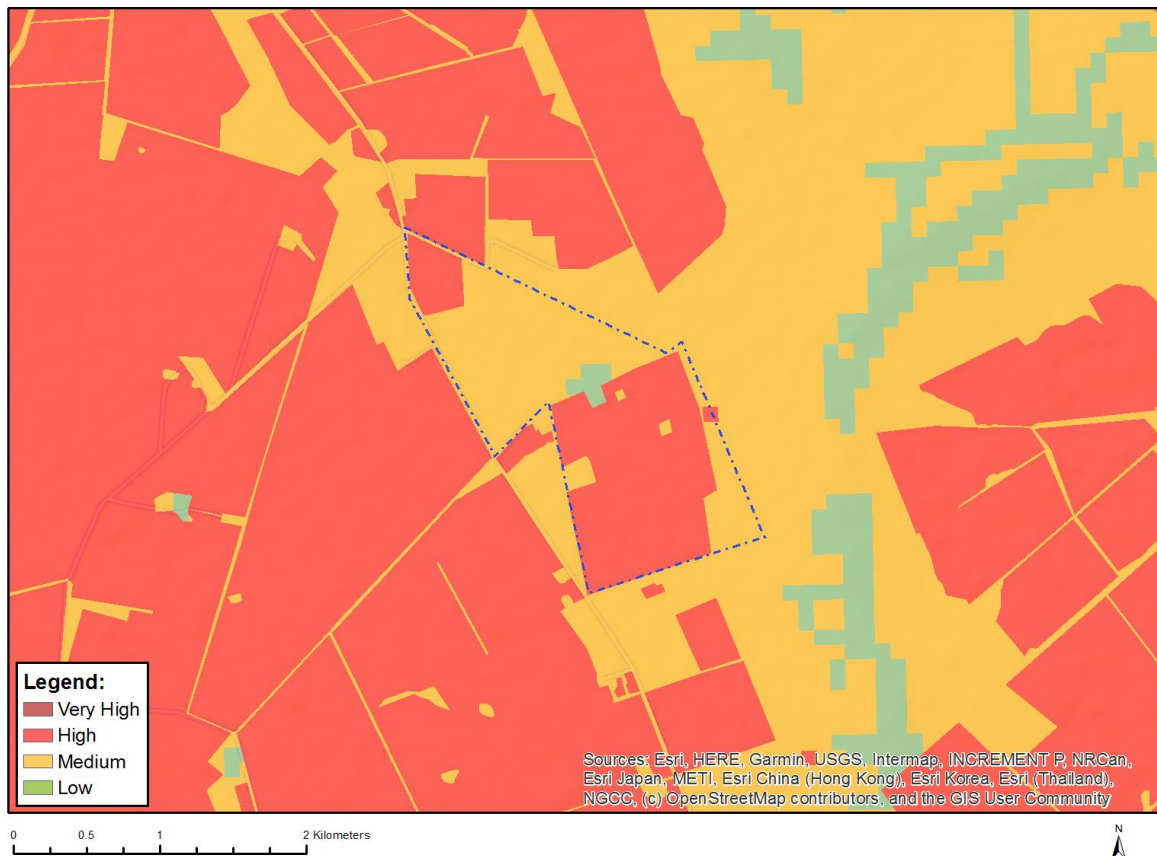 Legend:
Very High
High
Medium
Low
Sources: Esri, HERE, Garmin, USGS, Intermap, INCREMENT P, NRCan,
Esri Japan, METI, Esri China (Hong Kong), Esri Korea, Esri (Thailand),
NGCC, (c) OpenStreetMap contributors, and the GIS User Community
0 0.5 1 2 Kilometers
N